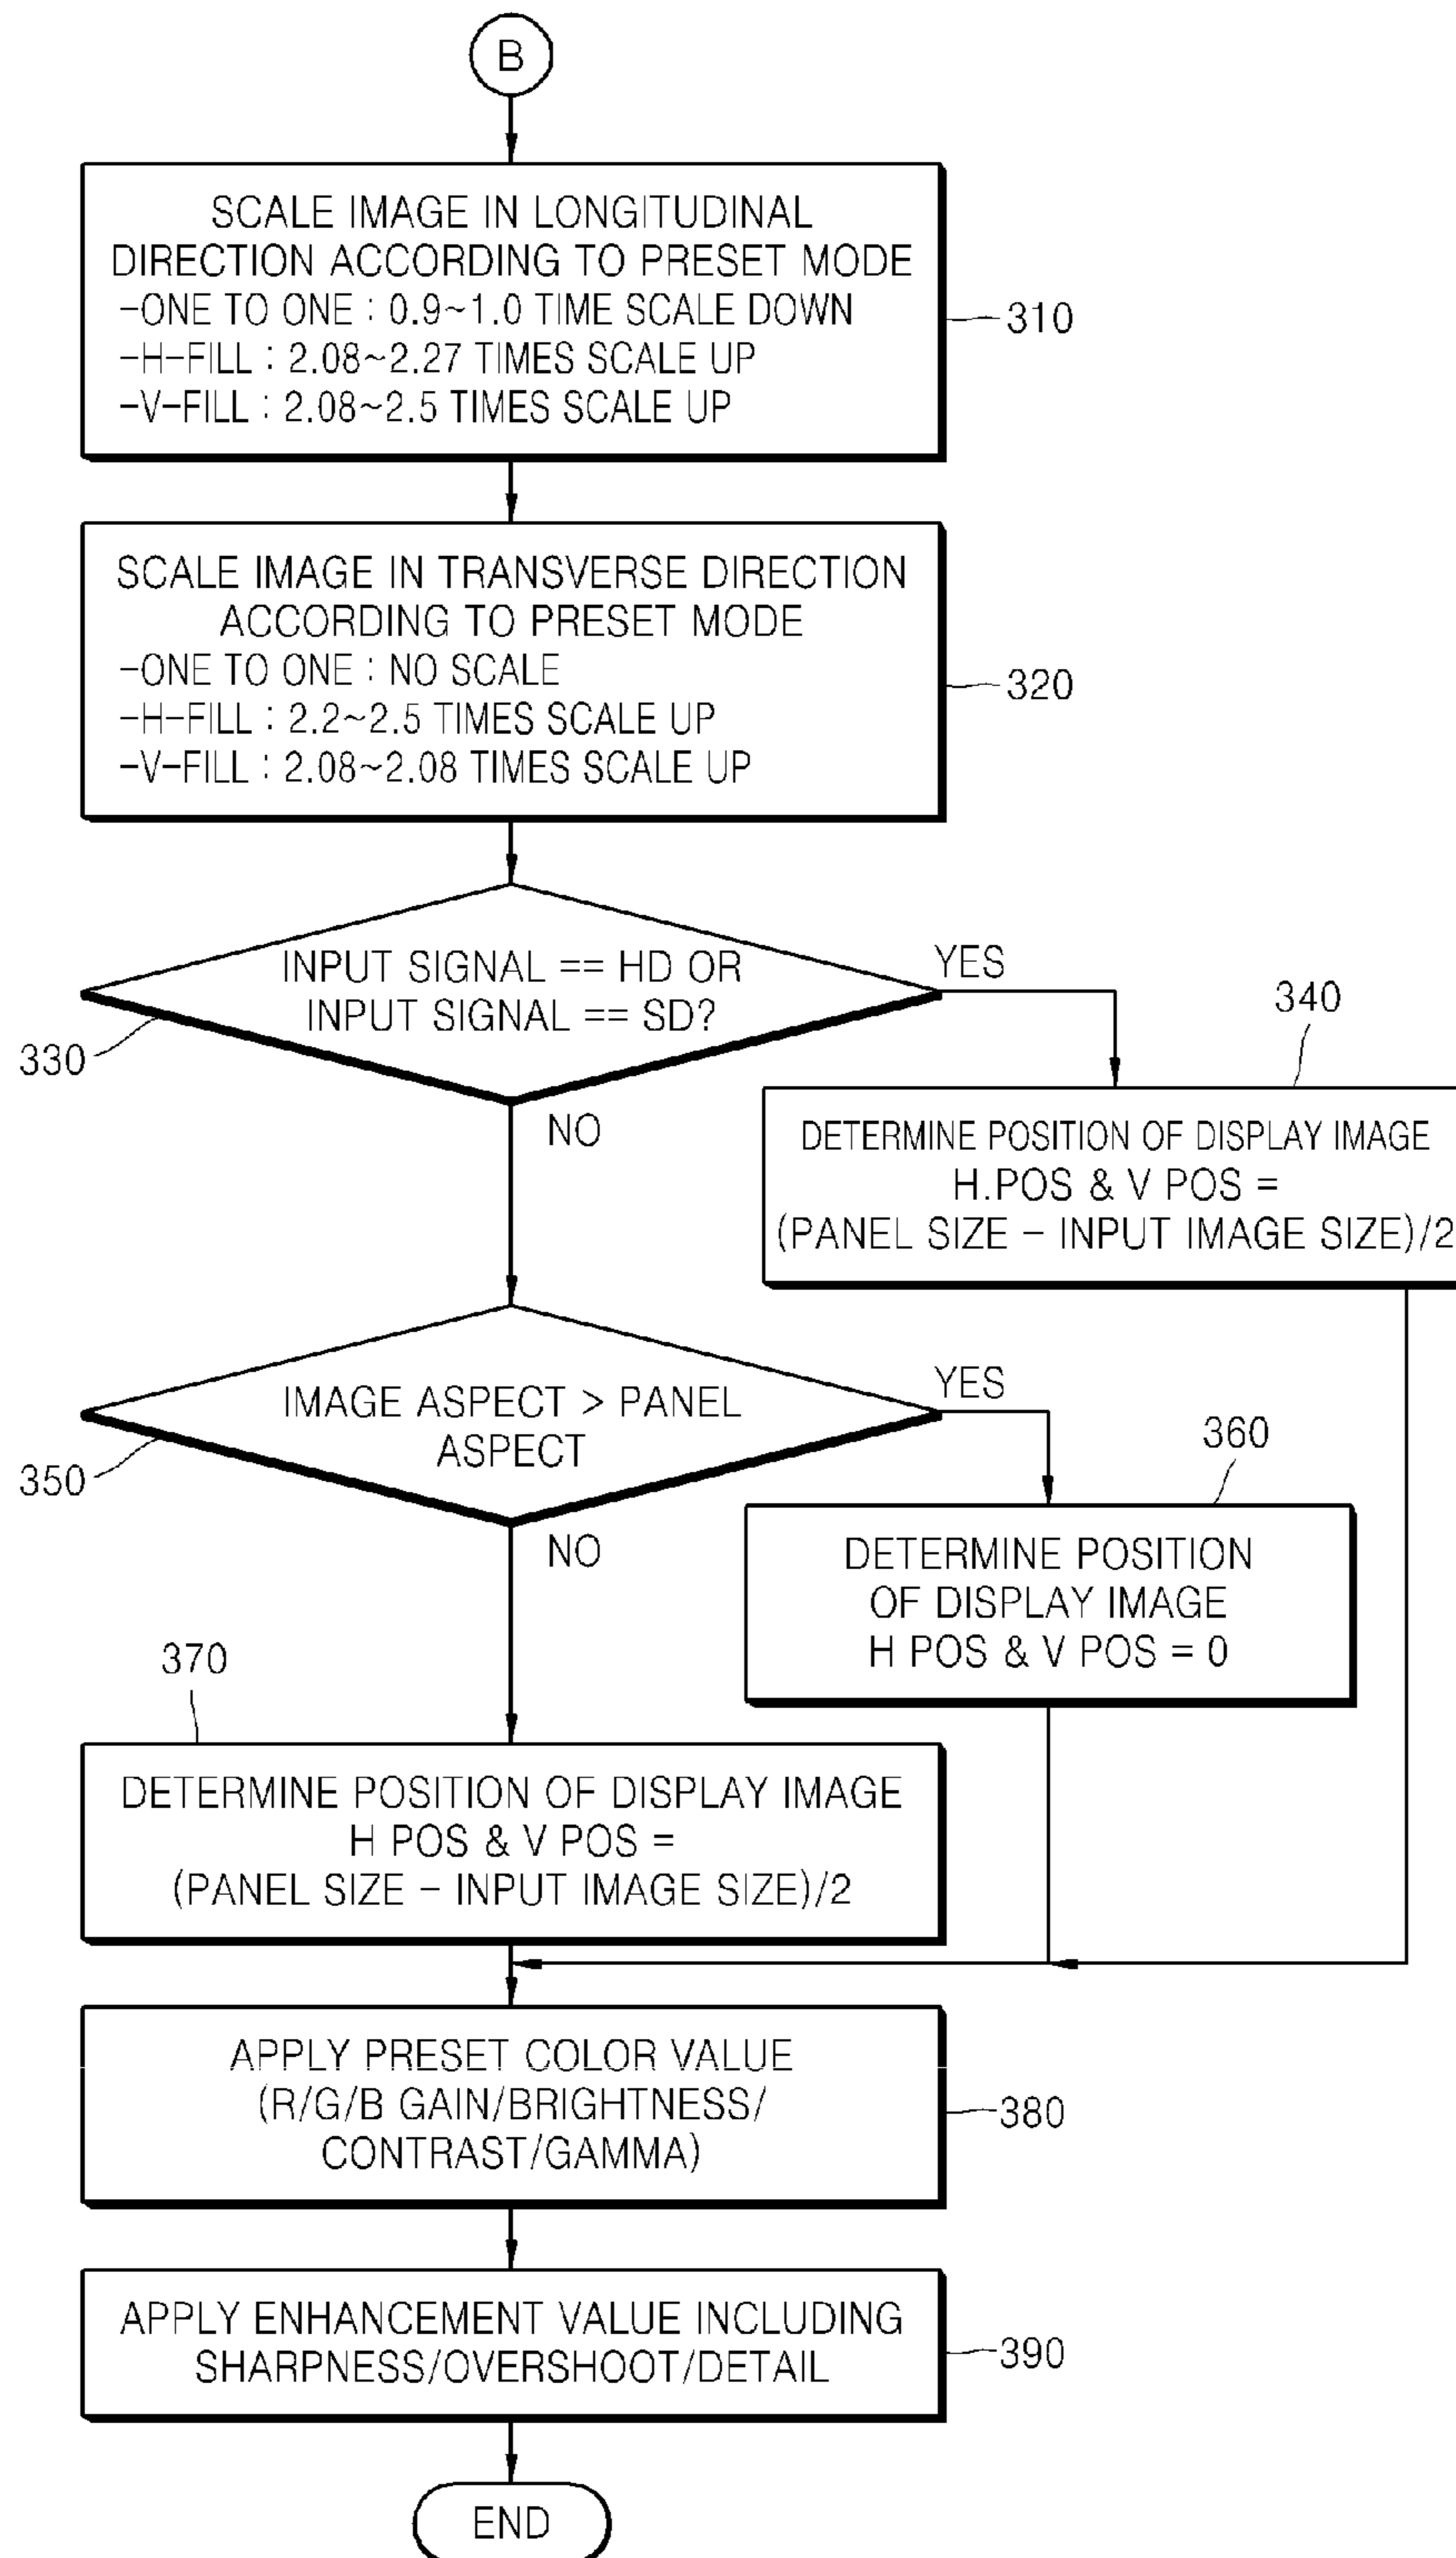 B
SCALE IMAGE IN LONGITUDINAL
DIRECTION ACCORDING TO PRESET MODE
-ONE TO ONE : 0.9~1.0 TIME SCALE DOWN
-H-FILL : 2.08~2.27 TIMES SCALE UP
-V-FILL : 2.08~2.5 TIMES SCALE UP
310
SCALE IMAGE IN TRANSVERSE DIRECTION
ACCORDING TO PRESET MODE
-ONE TO ONE : NO SCALE
-H-FILL : 2.2~2.5 TIMES SCALE UP
-V-FILL : 2.08~2.08 TIMES SCALE UP
320
INPUT SIGNAL == HD OR
INPUT SIGNAL == SD?
YES
330
NO
340
DETERMINE POSITION OF DISPLAY IMAGE
H.POS & V POS =
(PANEL SIZE - INPUT IMAGE SIZE)/2
IMAGE ASPECT > PANEL
ASPECT
YES
350
NO
360
DETERMINE POSITION
OF DISPLAY IMAGE
H POS & V POS = 0
370
DETERMINE POSITION OF DISPLAY IMAGE
H POS & V POS =
(PANEL SIZE - INPUT IMAGE SIZE)/2
APPLY PRESET COLOR VALUE
(R/G/B GAIN/BRIGHTNESS/
CONTRAST/GAMMA)
380
APPLY ENHANCEMENT VALUE INCLUDING
SHARPNESS/OVERSHOOT/DETAIL
390
END